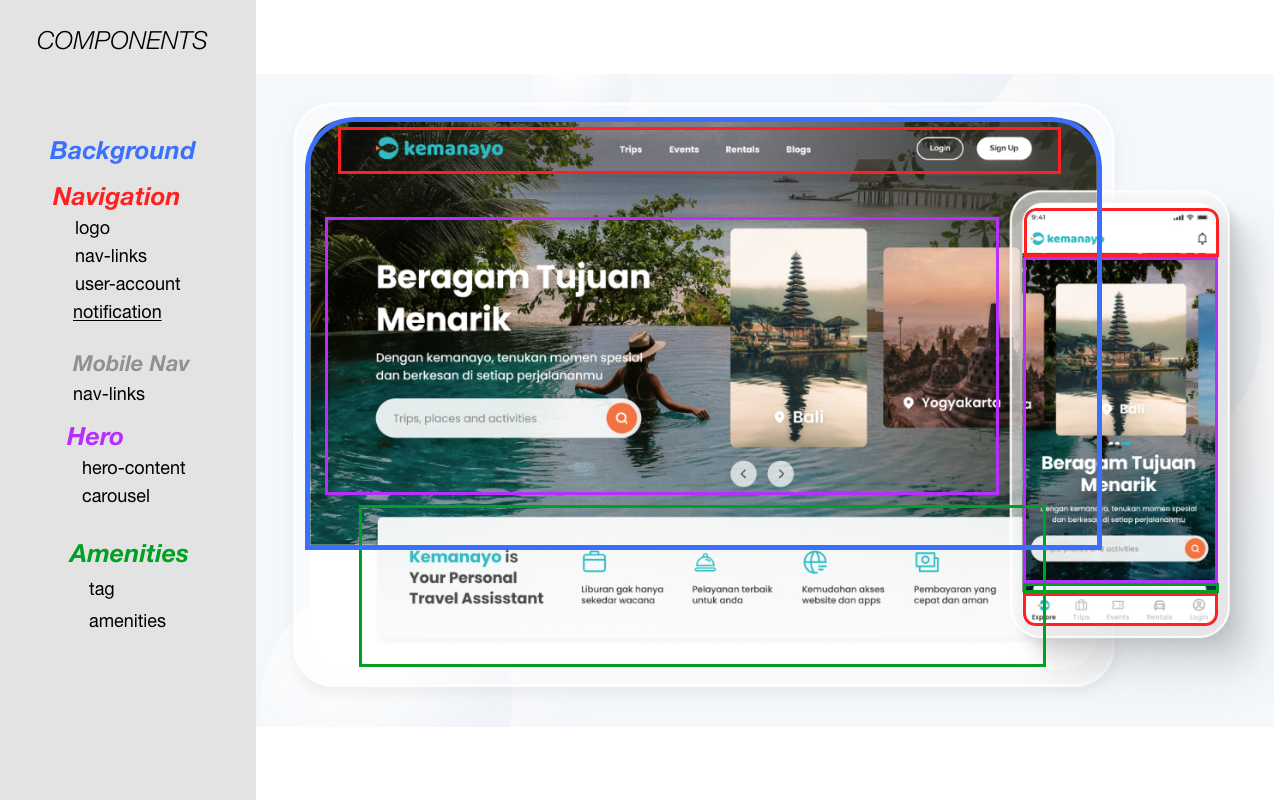 COMPONENTS
Background
Navigation
logo
nav-links
user-account
notification
Mobile Nav
nav-links
Hero
hero-content
carousel
Amenities
tag
amenities
kemanayo
Trips
Events
Rentals
Blogs
Login
Sign Up
Beragam Tujuan
Menarik
Dengan kemanayo, tenukan momen spesial
dan berkesan di setiap perjalananmu
Trips, places and activities
Bali
Yogyakarta
Kemanayo is
Your Personal
Travel Assisstant
Liburan gak hanya
sekedar wacana
Pelayanan terbaik
untuk anda
Kemudahan akses
website dan apps
Pembayaran yang
cepat dan aman
9:41
kemanayo
Bali
Beragam Tujuan
Menarik
Dengan kemanayo, tenukan momen spesial
dan berkesan di setiap perjalananmu
places and activities
Explore
Trips
Events
Rentals
Login